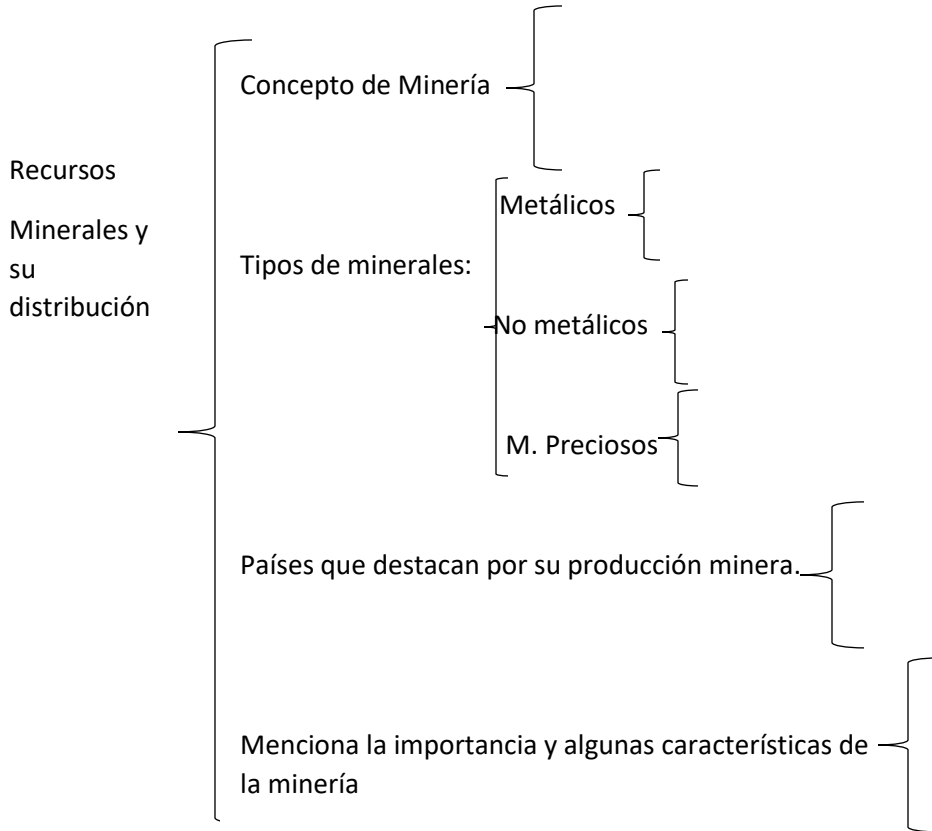 Recursos
Minerales y
su
distribución
Concepto de Minería
Tipos de minerales:
Metálicos
No metálicos
M. Preciosos
Países que destacan por su producción minera.
Menciona la importancia y algunas características de
la minería